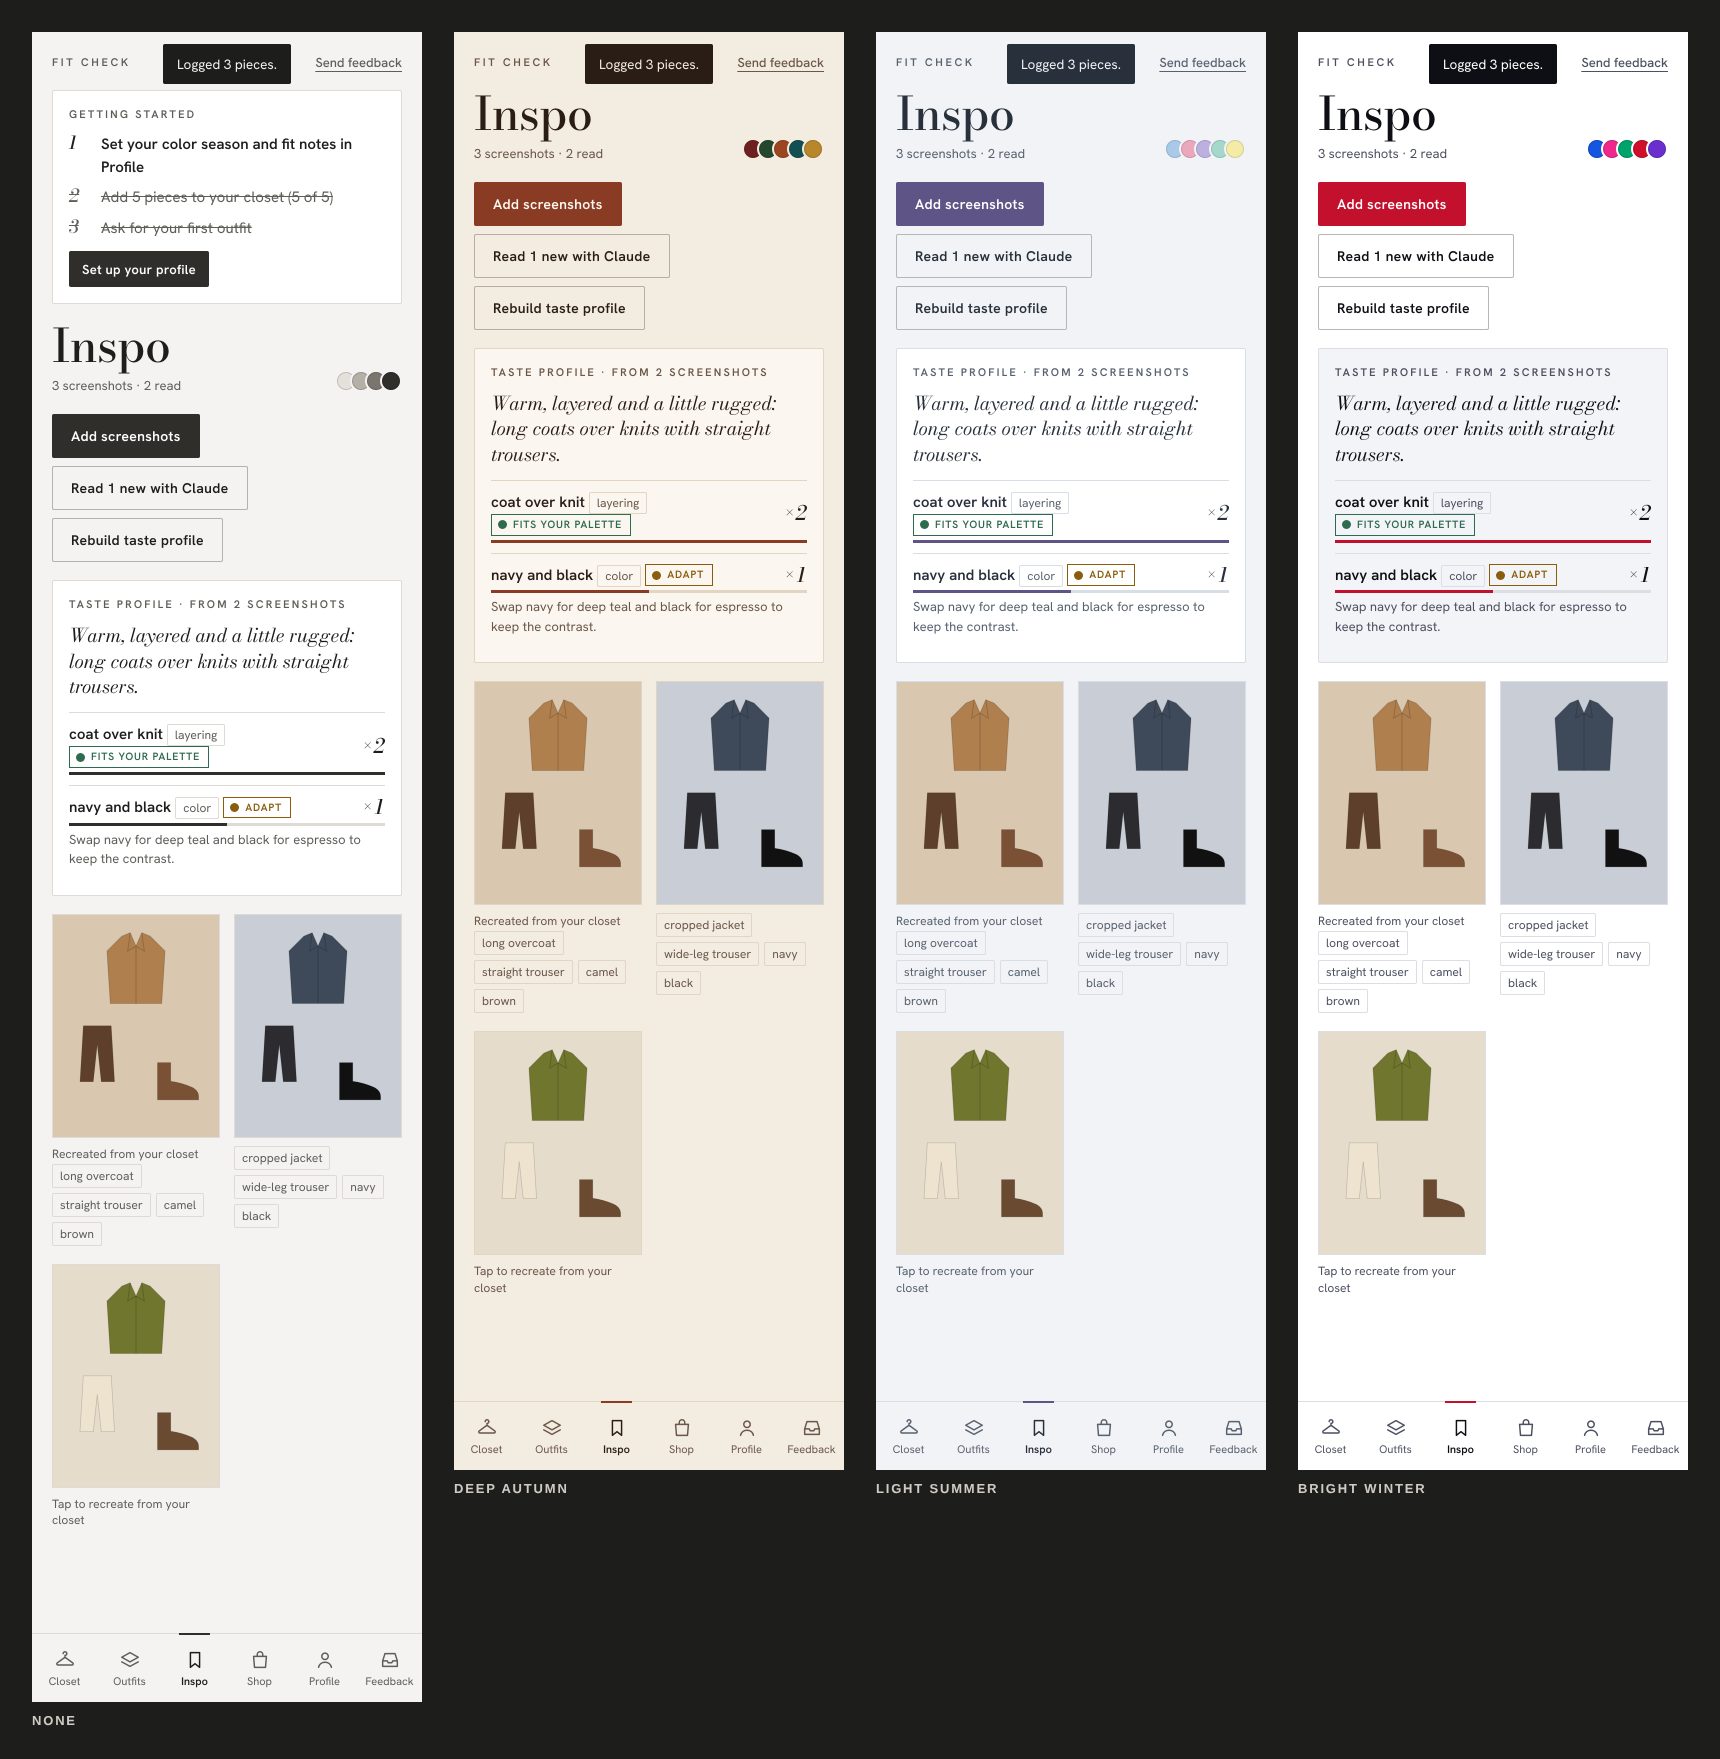 FIT CHECK
Logged 3 pieces.
Send feedback
GETTING STARTED
1 Set your color season and fit notes in
Profile
2 Add 5 pieces to your closet (5 of 5)
3 Ask for your first outfit
Set up your profile
Inspo
3 screenshots · 2 read
Add screenshots
Read 1 new with Claude
Rebuild taste profile
TASTE PROFILE · FROM 2 SCREENSHOTS
Warm, layered and a little rugged:
long coats over knits with straight
trousers.
coat over knit layering
×2
FITS YOUR PALETTE
navy and black color ADAPT ×1
Swap navy for deep teal and black for espresso to
keep the contrast.
Recreated from your closet
long overcoat
straight trouser camel
brown
cropped jacket
wide-leg trouser navy
black
Tap to recreate from your
closet
Closet Outfits Inspo Shop Profile Feedback
NONE
FIT CHECK
Logged 3 pieces.
Send feedback
Inspo
3 screenshots · 2 read
Add screenshots
Read 1 new with Claude
Rebuild taste profile
TASTE PROFILE · FROM 2 SCREENSHOTS
Warm, layered and a little rugged:
long coats over knits with straight
trousers.
coat over knit layering
×2
FITS YOUR PALETTE
navy and black color ADAPT ×1
Swap navy for deep teal and black for espresso to
keep the contrast.
Recreated from your closet
long overcoat
straight trouser camel
brown
cropped jacket
wide-leg trouser navy
black
Tap to recreate from your
closet
Closet Outfits Inspo Shop Profile Feedback
DEEP AUTUMN
FIT CHECK
Logged 3 pieces.
Send feedback
Inspo
3 screenshots · 2 read
Add screenshots
Read 1 new with Claude
Rebuild taste profile
TASTE PROFILE · FROM 2 SCREENSHOTS
Warm, layered and a little rugged:
long coats over knits with straight
trousers.
coat over knit layering
×2
FITS YOUR PALETTE
navy and black color ADAPT ×1
Swap navy for deep teal and black for espresso to
keep the contrast.
Recreated from your closet
long overcoat
straight trouser camel
brown
cropped jacket
wide-leg trouser navy
black
Tap to recreate from your
closet
Closet Outfits Inspo Shop Profile Feedback
LIGHT SUMMER
FIT CHECK
Logged 3 pieces.
Send feedback
Inspo
3 screenshots · 2 read
Add screenshots
Read 1 new with Claude
Rebuild taste profile
TASTE PROFILE · FROM 2 SCREENSHOTS
Warm, layered and a little rugged:
long coats over knits with straight
trousers.
coat over knit layering
×2
FITS YOUR PALETTE
navy and black color ADAPT ×1
Swap navy for deep teal and black for espresso to
keep the contrast.
Recreated from your closet
long overcoat
straight trouser camel
brown
cropped jacket
wide-leg trouser navy
black
Tap to recreate from your
closet
Closet Outfits Inspo Shop Profile Feedback
BRIGHT WINTER